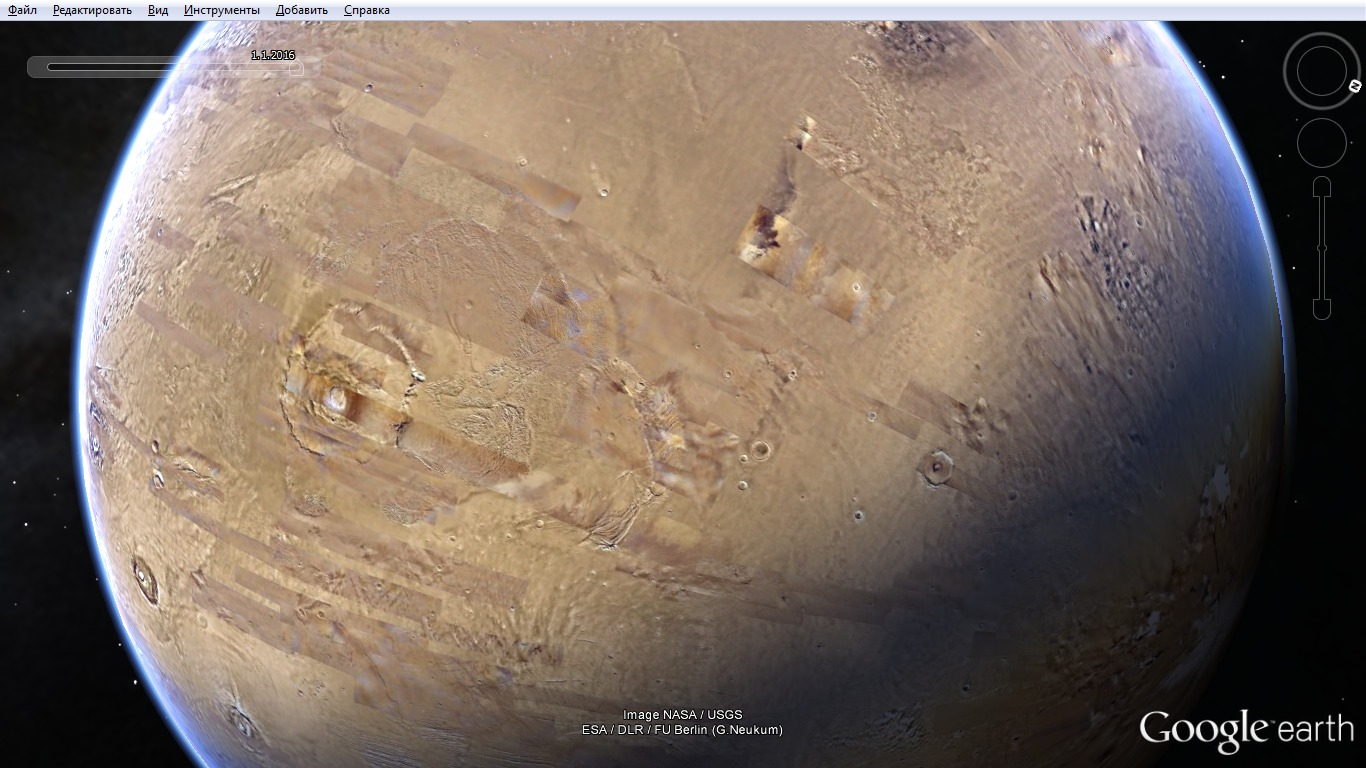 Файл Редактировать Вид Инструменты Добавить Справка
1.1.2016
N
Image NASA / USGS
ESA / DLR / FU Berlin (G.Neukum)
Google earth